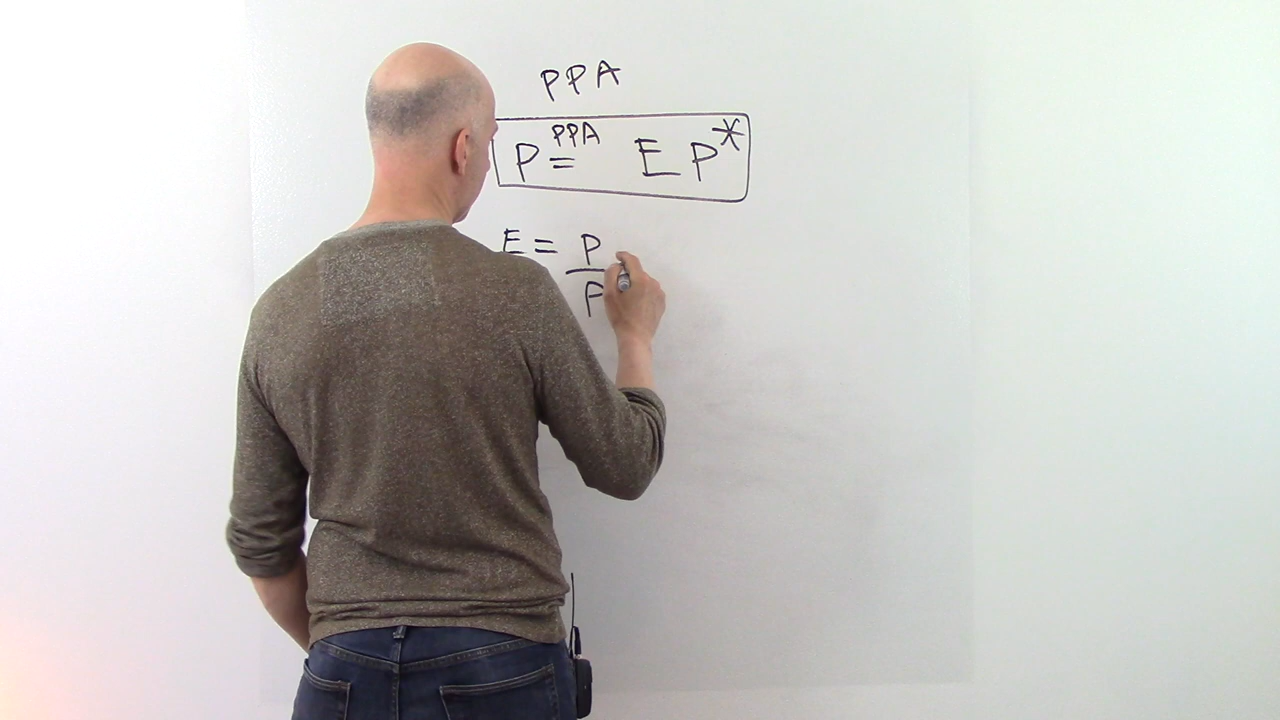 PPA
PPA
P = E P*
E = P
P